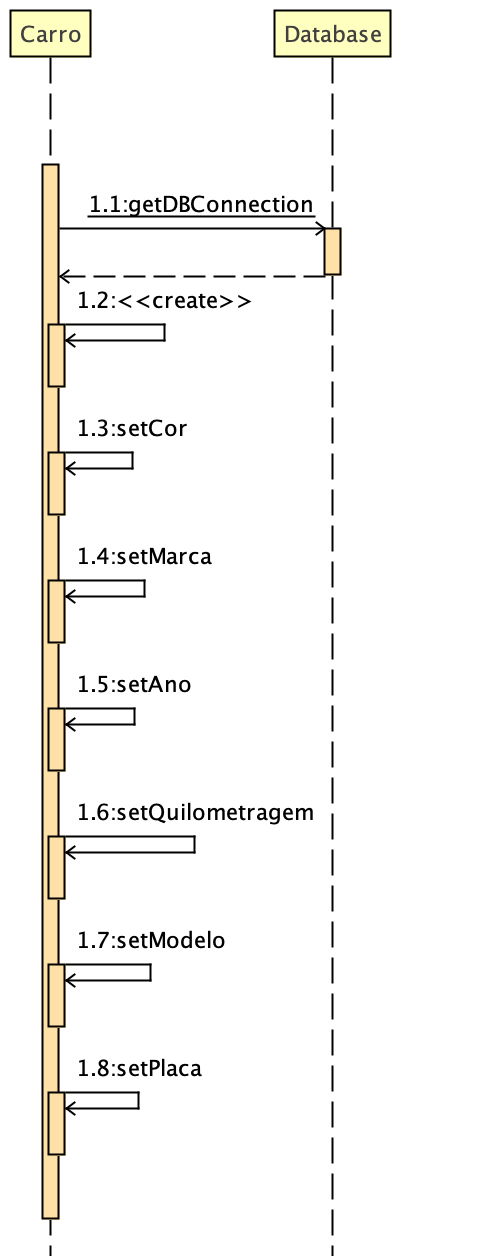 Carro
Database
1.1:getDBConnection
1.2:<<create>>
1.3:setCor
1.4:setMarca
1.5:setAno
1.6:setQuilometragem
1.7:setModelo
1.8:setPlaca